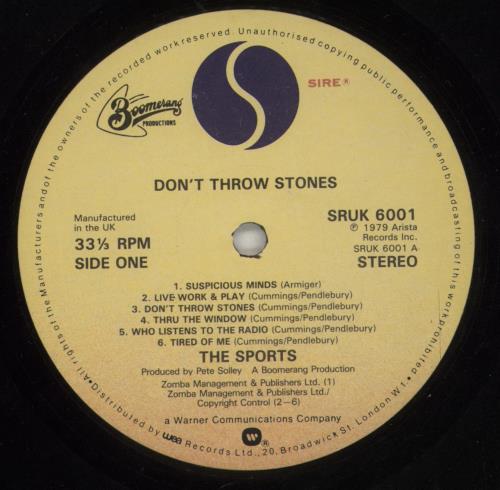 All rights of the Manufacturers and of the owners of the recorded work reserved. Unauthorised copying public performance and broadcasting of this work prohibited.
SIRE®
Boomerang
PRODUCTIONS
DON'T THROW STONES
Manufactured
in the UK
33⅓ RPM
SIDE ONE
SRUK 6001
℗ 1979 Arista
Records Inc.
SRUK 6001 A
STEREO
1. SUSPICIOUS MINDS (Armiger)
2. LIVE WORK & PLAY (Cummings/Pendlebury)
3. DON'T THROW STONES (Cummings/Pendlebury)
4. THRU THE WINDOW (Cummings/Pendlebury)
5. WHO LISTENS TO THE RADIO (Cummings/Pendlebury)
6. TIRED OF ME (Cummings/Pendlebury)
THE SPORTS
Produced by Pete Solley A Boomerang Production
Zomba Management & Publishers Ltd. (1)
Zomba Management & Publishers Ltd./
Copyright Control (2–6)
a Warner Communications Company
•Distributed by wea Records Ltd., 20, Broadwick St. London W1•